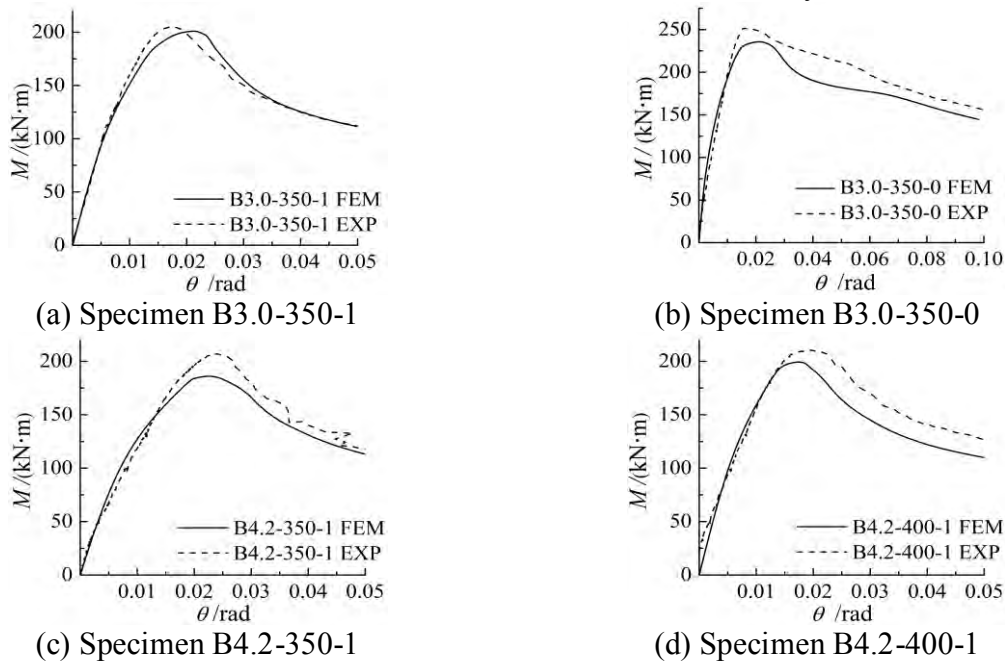 200
150
100
50
0
M /(kN·m)
B3.0-350-1 FEM
B3.0-350-1 EXP
0.01 0.02 0.03 0.04 0.05
θ /rad
(a) Specimen B3.0-350-1
250
200
150
100
50
0
M / (kN·m)
B3.0-350-0 FEM
B3.0-350-0 EXP
0.02 0.04 0.06 0.08 0.10
θ /rad
(b) Specimen B3.0-350-0
200
150
100
50
0
M /(kN·m)
B4.2-350-1 FEM
B4.2-350-1 EXP
0.01 0.02 0.03 0.04 0.05
θ /rad
(c) Specimen B4.2-350-1
200
150
100
50
0
M /(kN·m)
B4.2-400-1 FEM
B4.2-400-1 EXP
0.01 0.02 0.03 0.04 0.05
θ /rad
(d) Specimen B4.2-400-1